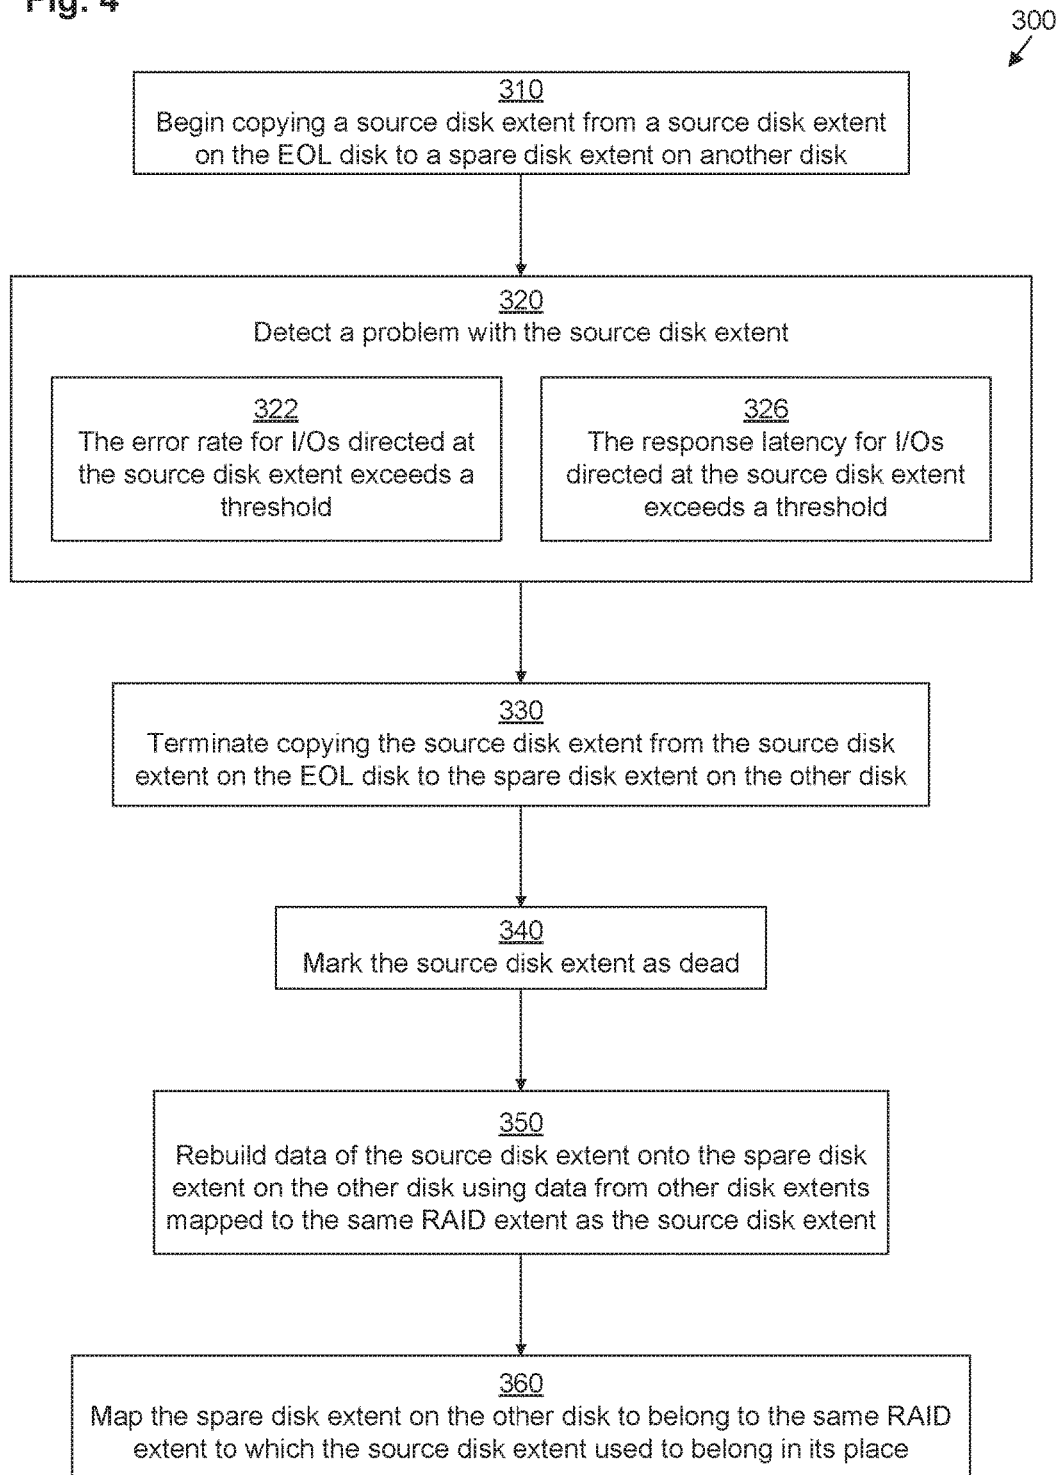 Fig. 4
300
310
Begin copying a source disk extent from a source disk extent
on the EOL disk to a spare disk extent on another disk
320
Detect a problem with the source disk extent
322
The error rate for I/Os directed at
the source disk extent exceeds a
threshold
326
The response latency for I/Os
directed at the source disk extent
exceeds a threshold
330
Terminate copying the source disk extent from the source disk
extent on the EOL disk to the spare disk extent on the other disk
340
Mark the source disk extent as dead
350
Rebuild data of the source disk extent onto the spare disk
extent on the other disk using data from other disk extents
mapped to the same RAID extent as the source disk extent
360
Map the spare disk extent on the other disk to belong to the same RAID
extent to which the source disk extent used to belong in its place